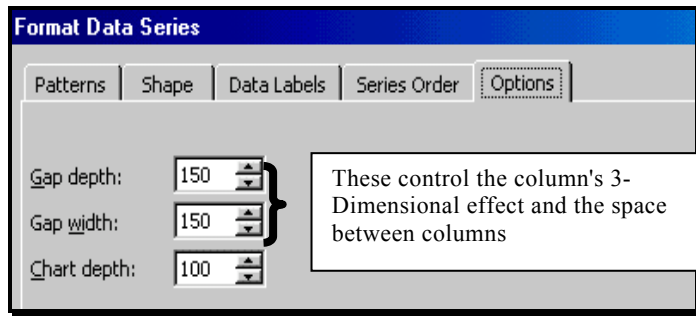 Format Data Series
Patterns Shape Data Labels Series Order Options
Gap depth: 150
Gap width: 150
Chart depth: 100
These control the column's 3-
Dimensional effect and the space
between columns